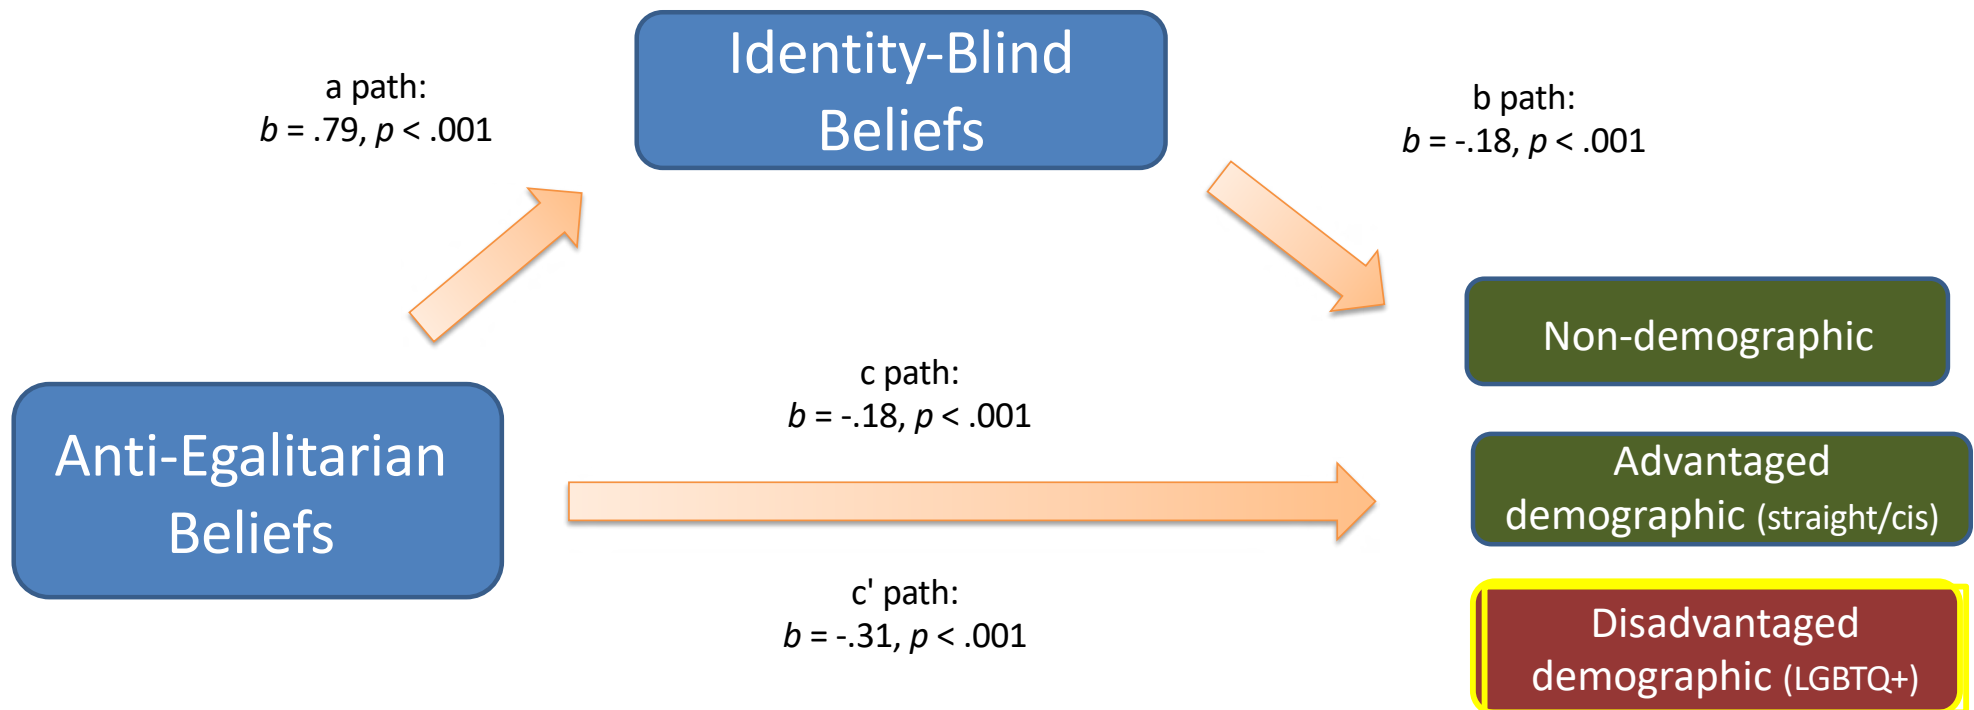 Identity-Blind
Beliefs
a path:
b = .79, p < .001
b path:
b = -.18, p < .001
Non-demographic
c path:
b = -.18, p < .001
Anti-Egalitarian
Beliefs
Advantaged
demographic (straight/cis)
c' path:
b = -.31, p < .001
Disadvantaged
demographic (LGBTQ+)